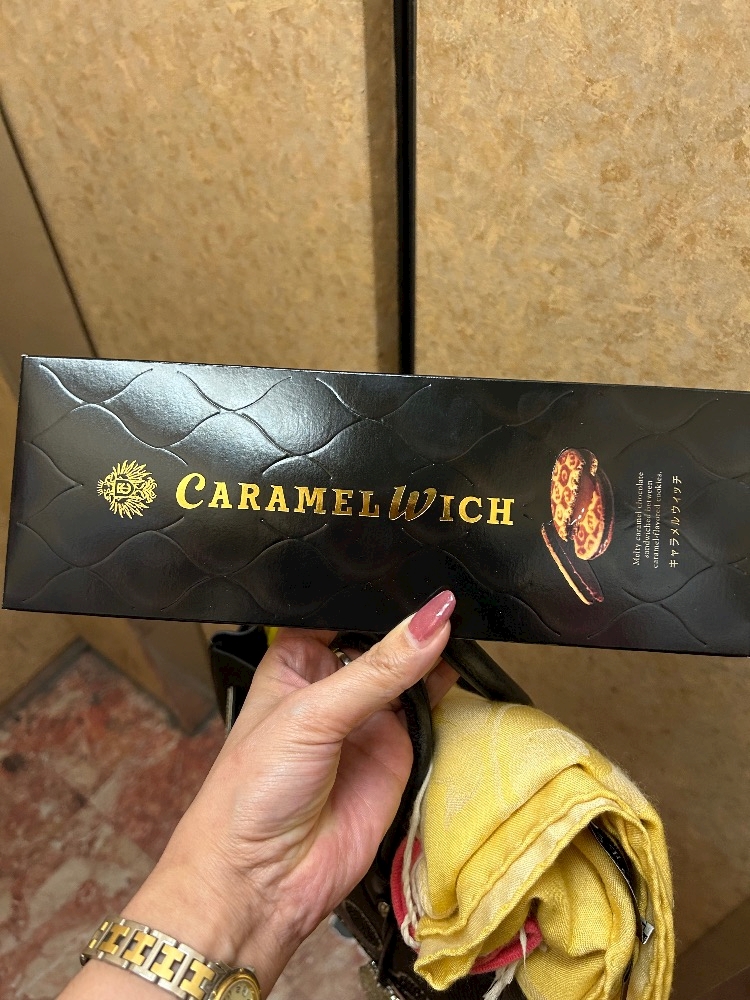 CARAMEL WICH
Melty caramel chocolate
sandwiched between
caramel-flavored cookies.
キャラメルウィッチ